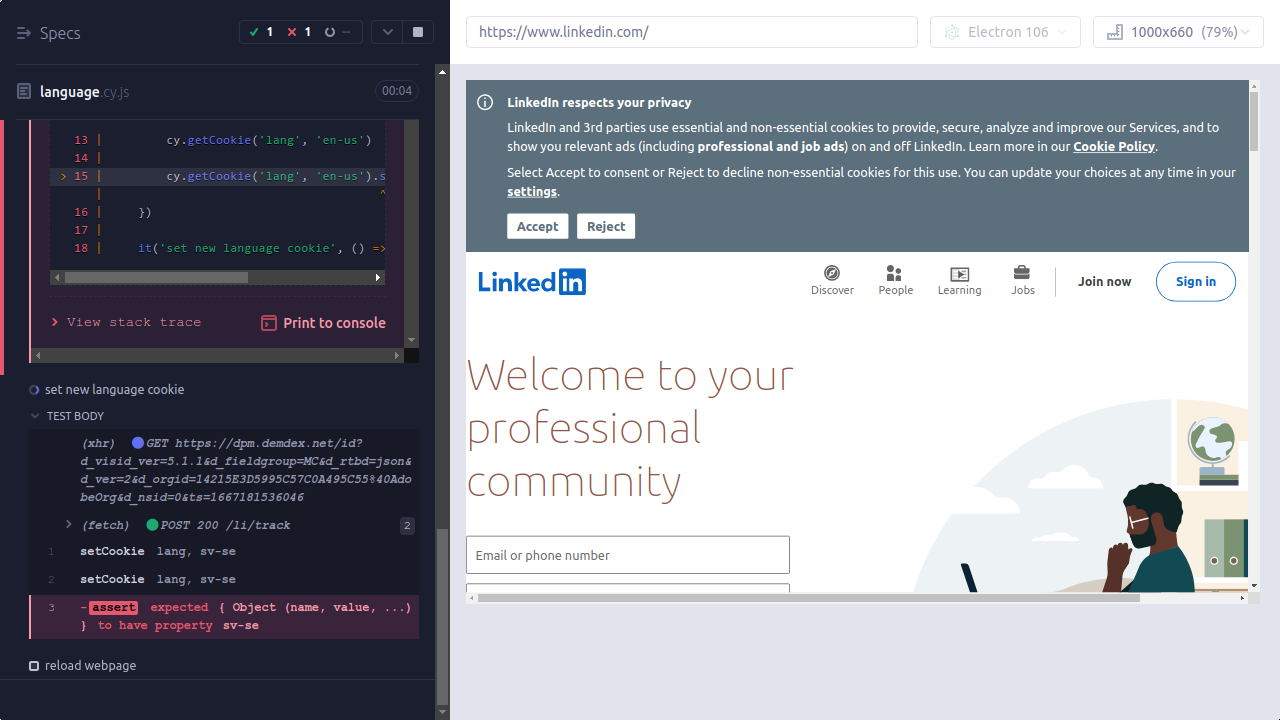 Specs
1
1
--
https://www.linkedin.com/
Electron 106
1000x660 (79%)
language.cy.js
00:04
13 | cy.getCookie('lang', 'en-us')
14 |
> 15 | cy.getCookie('lang', 'en-us').s
| ^
16 | })
17 |
18 | it('set new language cookie', () =>
> View stack trace
Print to console
set new language cookie
TEST BODY
(xhr) GET https://dpm.demdex.net/id?
d_visid_ver=5.1.1&d_fieldgroup=MC&d_rtbd=json&
d_ver=2&d_orgid=14215E3D5995C57C0A495C55%40Ado
beOrg&d_nsid=0&ts=1667181536046
(fetch) POST 200 /li/track 2
1 setCookie lang, sv-se
2 setCookie lang, sv-se
3 -assert expected { Object (name, value, ...)
} to have property sv-se
reload webpage
LinkedIn respects your privacy
LinkedIn and 3rd parties use essential and non-essential cookies to provide, secure, analyze and improve our Services, and to
show you relevant ads (including professional and job ads) on and off LinkedIn. Learn more in our Cookie Policy.
Select Accept to consent or Reject to decline non-essential cookies for this use. You can update your choices at any time in your
settings.
Accept
Reject
Linked in
Discover
People
Learning
Jobs
Join now
Sign in
Welcome to your
professional
community
Email or phone number